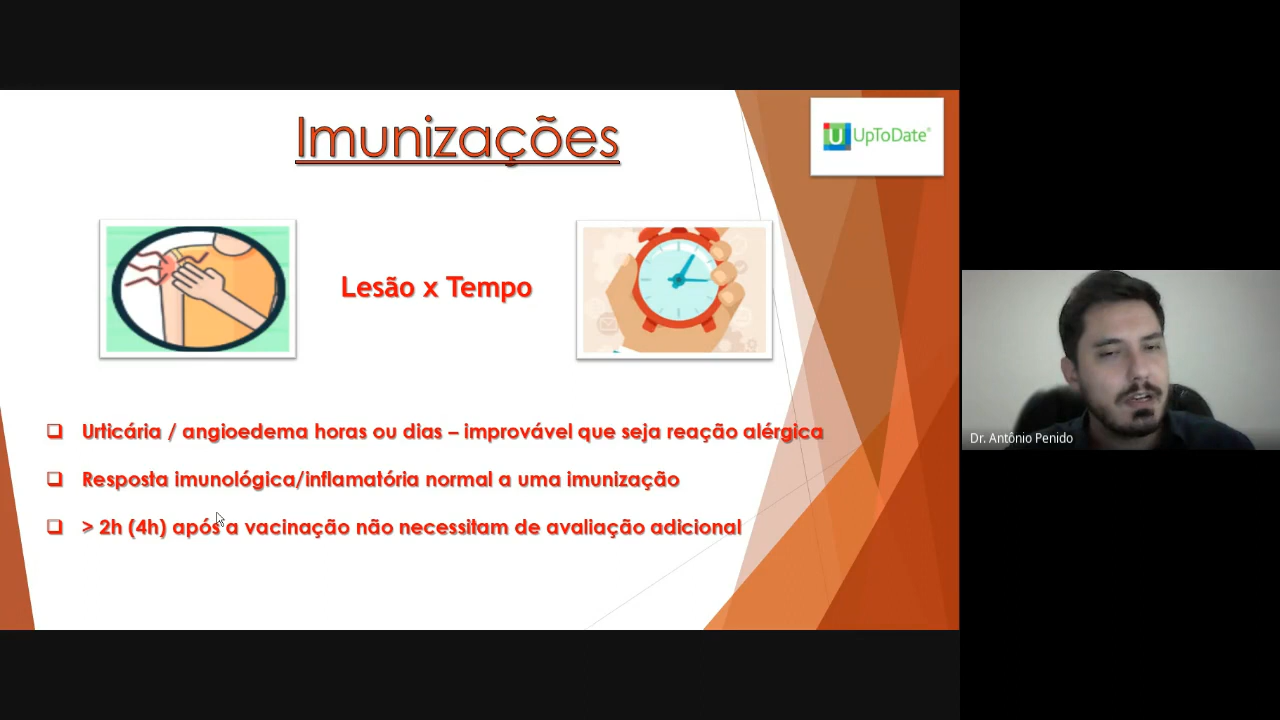 Imunizações
UpToDate®
Lesão x Tempo
Urticária / angioedema horas ou dias – improvável que seja reação alérgica
Resposta imunológica/inflamatória normal a uma imunização
> 2h (4h) após a vacinação não necessitam de avaliação adicional
Dr. Antônio Penido